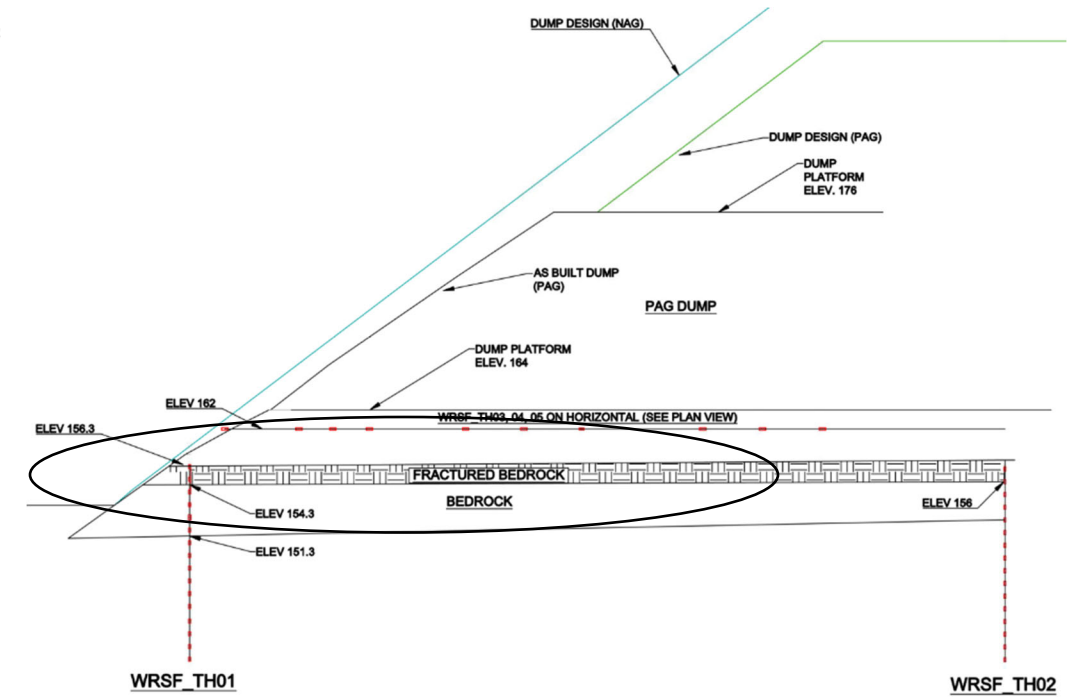 DUMP DESIGN (NAG)
DUMP DESIGN (PAG)
DUMP
PLATFORM
ELEV. 176
AS BUILT DUMP
(PAG)
PAG DUMP
DUMP PLATFORM
ELEV. 164
ELEV 162
WRSF_TH03, 04, 05 ON HORIZONTAL (SEE PLAN VIEW)
ELEV 156.3
FRACTURED BEDROCK
BEDROCK
ELEV 156
ELEV 154.3
ELEV 151.3
WRSF_TH01
WRSF_TH02